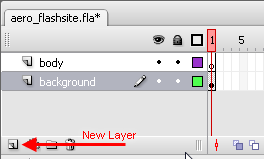 aero_flashsite.fla*
1 5
body
background
New Layer